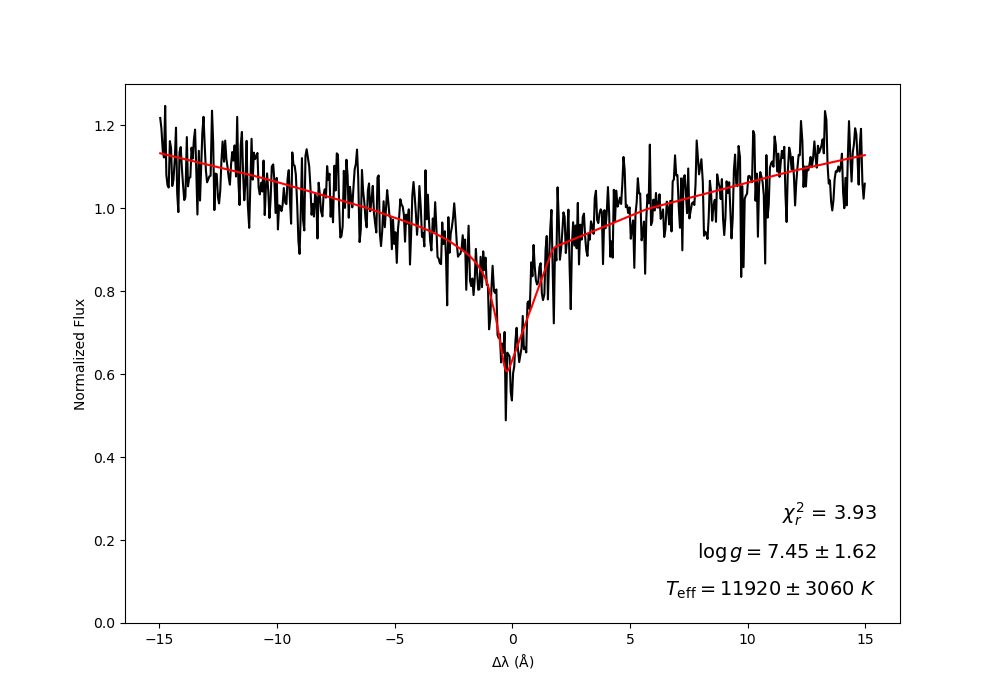 1.2
1.0
0.8
0.6
0.4
0.2
0.0
Normalized Flux
χ²ᵣ = 3.93
log g = 7.45 ± 1.62
T_eff = 11920 ± 3060 K
−15 −10 −5 0 5 10 15
Δλ (Å)